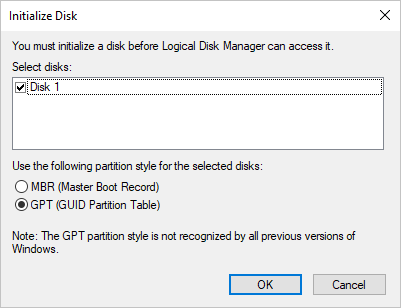 Initialize Disk
You must initialize a disk before Logical Disk Manager can access it.
Select disks:
Disk 1
Use the following partition style for the selected disks:
MBR (Master Boot Record)
GPT (GUID Partition Table)
Note: The GPT partition style is not recognized by all previous versions of
Windows.
OK
Cancel